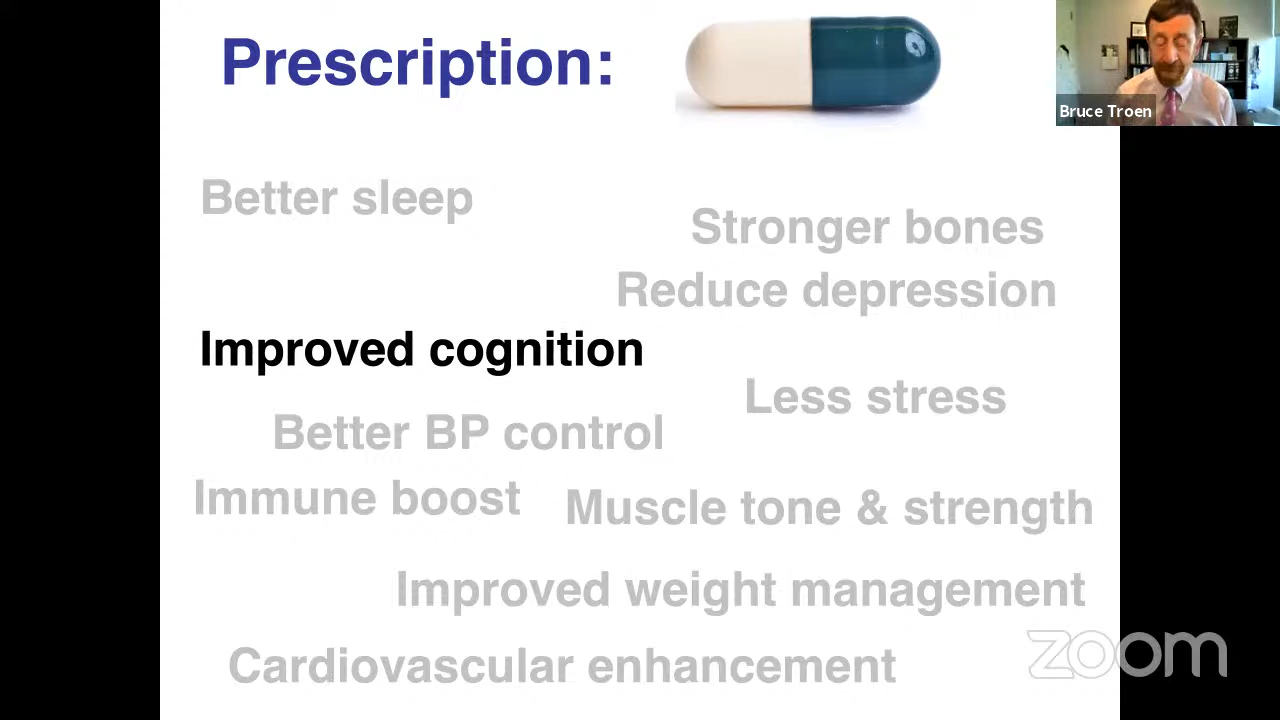 Prescription:
Bruce Troen
Better sleep
Stronger bones
Reduce depression
Improved cognition
Less stress
Better BP control
Immune boost
Muscle tone & strength
Improved weight management
zoom
Cardiovascular enhancement